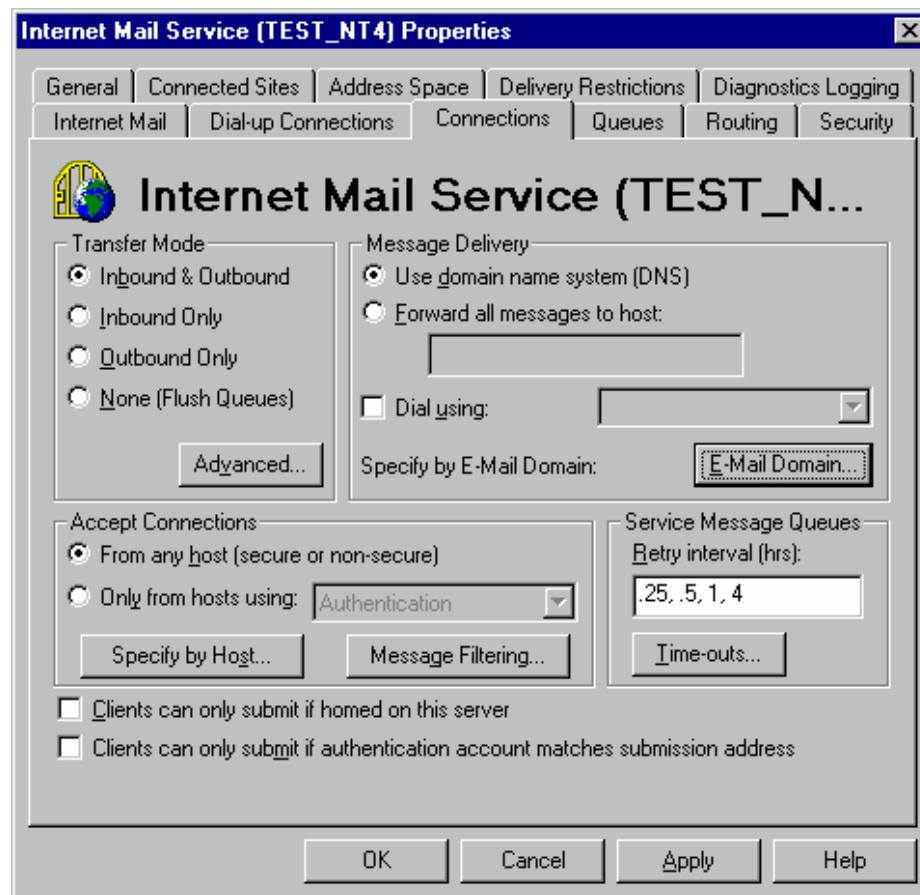 Internet Mail Service (TEST_NT4) Properties
General Connected Sites Address Space Delivery Restrictions Diagnostics Logging
Internet Mail Dial-up Connections Connections Queues Routing Security
Internet Mail Service (TEST_N...
Transfer Mode
Inbound & Outbound
Inbound Only
Outbound Only
None (Flush Queues)
Advanced...
Message Delivery
Use domain name system (DNS)
Forward all messages to host:
Dial using:
Specify by E-Mail Domain: E-Mail Domain...
Accept Connections
From any host (secure or non-secure)
Only from hosts using: Authentication
Specify by Host... Message Filtering...
Service Message Queues
Retry interval (hrs):
.25, .5, 1, 4
Time-outs...
Clients can only submit if homed on this server
Clients can only submit if authentication account matches submission address
OK Cancel Apply Help